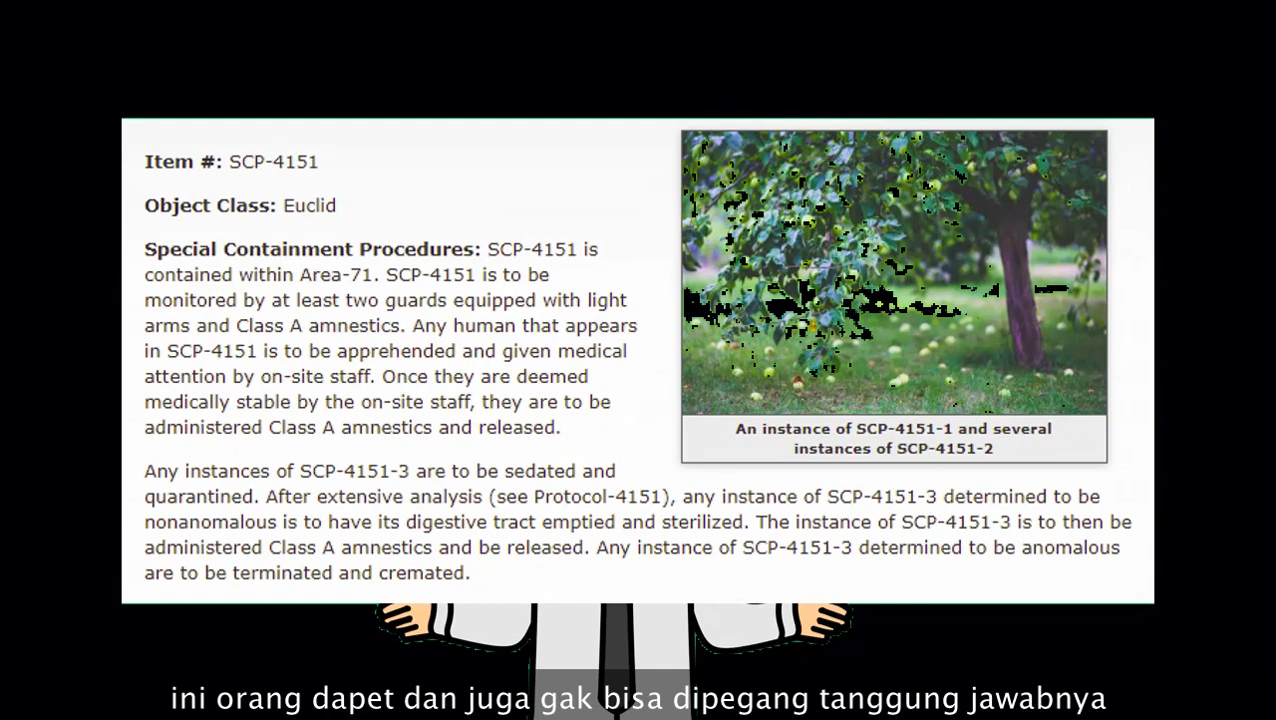 Item #: SCP-4151
Object Class: Euclid
Special Containment Procedures: SCP-4151 is
contained within Area-71. SCP-4151 is to be
monitored by at least two guards equipped with light
arms and Class A amnestics. Any human that appears
in SCP-4151 is to be apprehended and given medical
attention by on-site staff. Once they are deemed
medically stable by the on-site staff, they are to be
administered Class A amnestics and released.
An instance of SCP-4151-1 and several
instances of SCP-4151-2
Any instances of SCP-4151-3 are to be sedated and
quarantined. After extensive analysis (see Protocol-4151), any instance of SCP-4151-3 determined to be
nonanomalous is to have its digestive tract emptied and sterilized. The instance of SCP-4151-3 is to then be
administered Class A amnestics and be released. Any instance of SCP-4151-3 determined to be anomalous
are to be terminated and cremated.
ini orang dapet dan juga gak bisa dipegang tanggung jawabnya